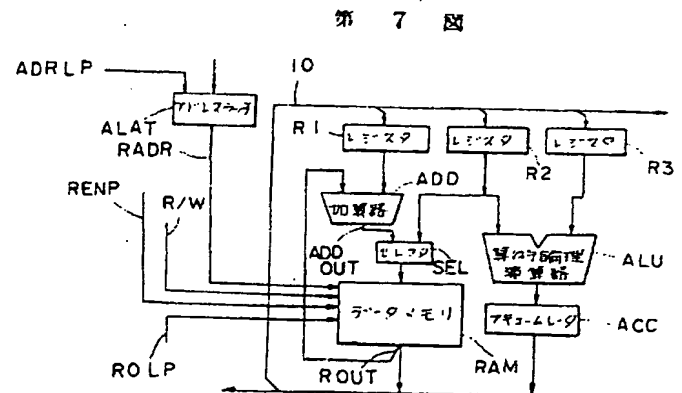 第 7 図
ADRLP
10
アドレスラッチ
ALAT
R1
レジスタ
レジスタ
レジスタ
R2
R3
RADR
RENP
R/W
ADD
加算器
ADD
OUT
セレクタ
SEL
算術論理
演算器
ALU
データメモリ
アキュームレータ
ACC
ROLP
ROUT
RAM